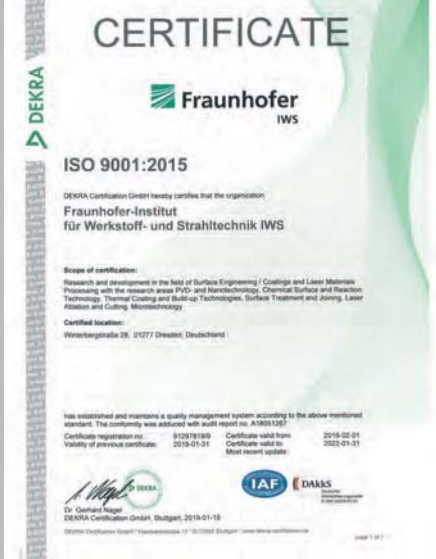 CERTIFICATE
DEKRA
Fraunhofer
IWS
ISO 9001:2015
DEKRA Certification GmbH hereby certifies that the organization
Fraunhofer-Institut
für Werkstoff- und Strahltechnik IWS
Scope of certification:
Research and development in the field of Surface Engineering / Coatings and Laser Materials
Processing with the research areas PVD- and Nanotechnology, Chemical Surface and Reaction
Technology, Thermal Coating and Build-up Technologies, Surface Treatment and Joining, Laser
Ablation and Cutting, Microtechnology
Certified location:
Winterbergstraße 28, 01277 Dresden, Deutschland
has established and maintains a quality management system according to the above mentioned
standard. The conformity was adduced with audit report no. A18051267
Certificate registration no.: Certificate valid from: 2019-02-01
Validity of previous certificate: 2019-01-31 Certificate valid to: 2022-01-31
Most recent update:
DEKRA
IAF
DAkkS
Dr. Gerhard Nagel
DEKRA Certification GmbH, Stuttgart, 2019-01-18
page 1 of 1